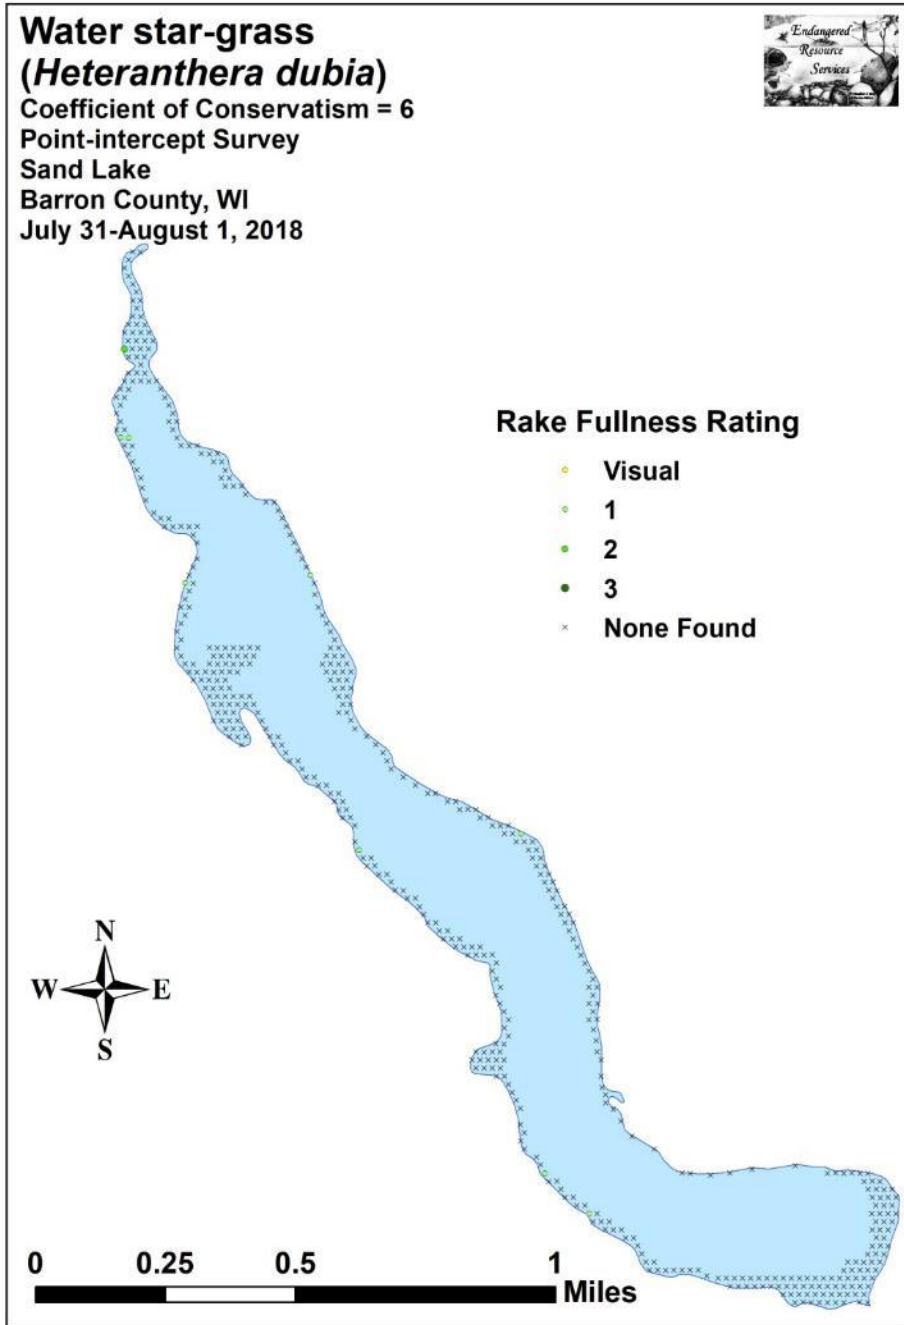 Water star-grass
(Heteranthera dubia)
Coefficient of Conservatism = 6
Point-intercept Survey
Sand Lake
Barron County, WI
July 31-August 1, 2018
Endangered
Resource
Services
Rake Fullness Rating
Visual
1
2
3
None Found
N
W E
S
0 0.25 0.5 1
Miles